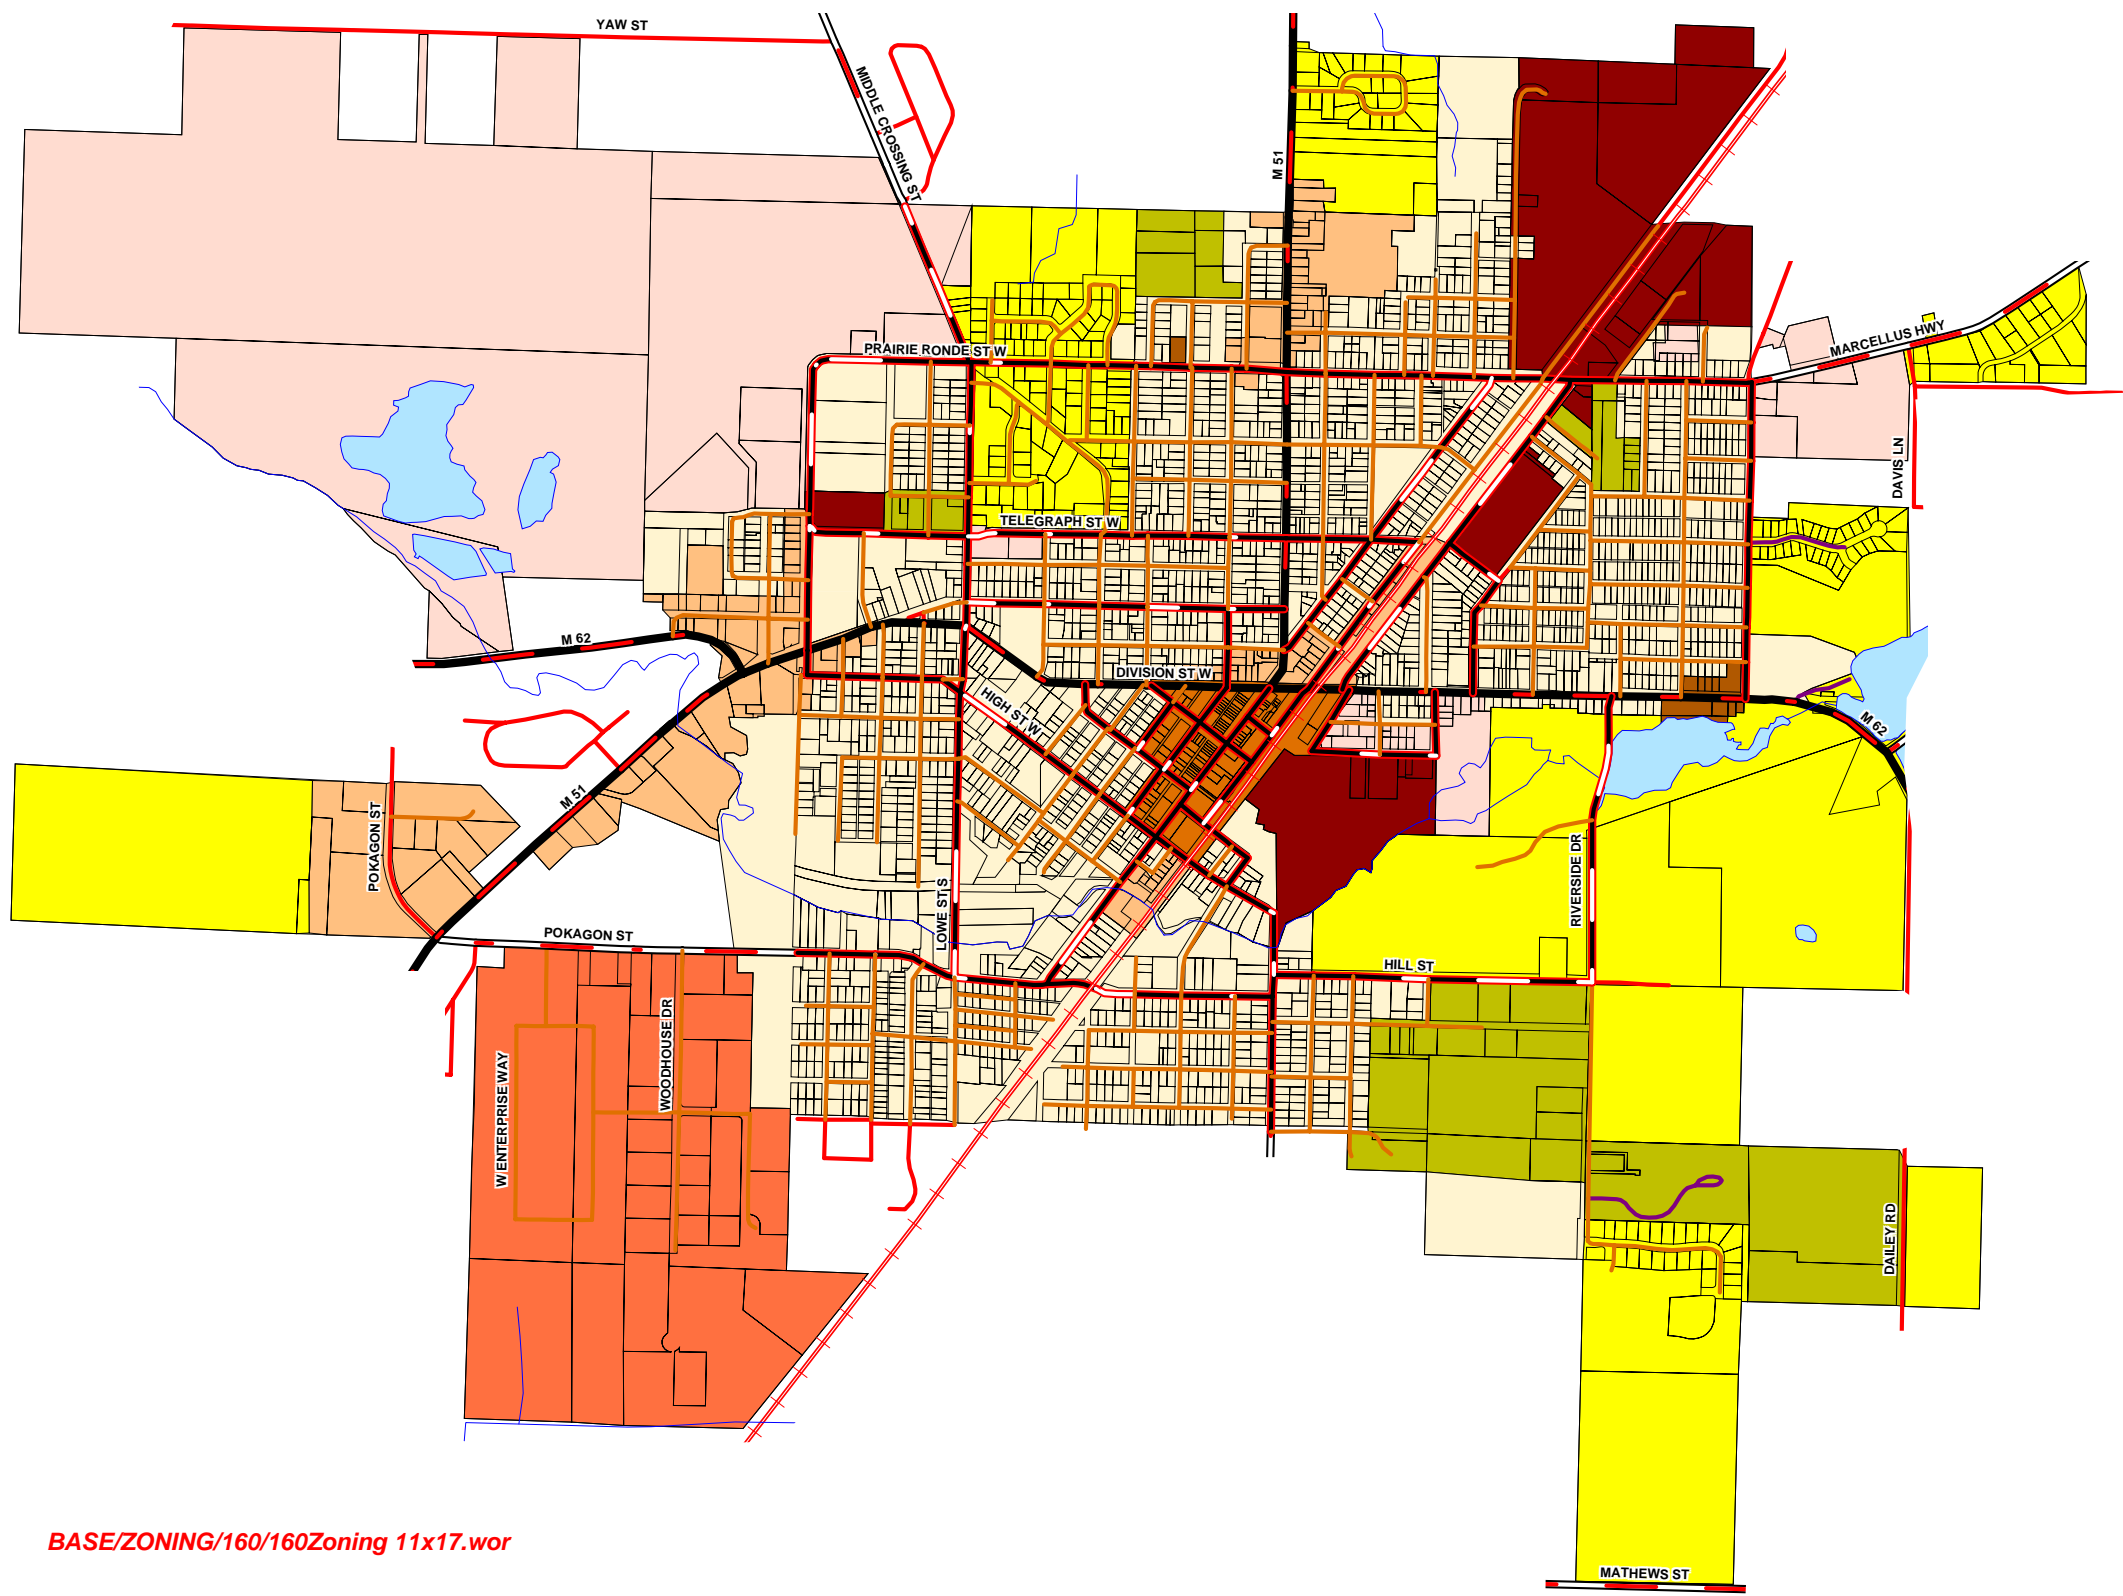 YAW ST
MIDDLE CROSSING ST
M 51
PRAIRIE RONDE ST W
MARCELLUS HWY
DAVIS LN
TELEGRAPH ST W
M 62
DIVISION ST W
HIGH ST W
M 62
M 51
POKAGON ST
RIVERSIDE DR
LOWE ST S
POKAGON ST
HILL ST
WOODHOUSE DR
W ENTERPRISE WAY
DAILEY RD
BASE/ZONING/160/160Zoning 11x17.wor
MATHEWS ST